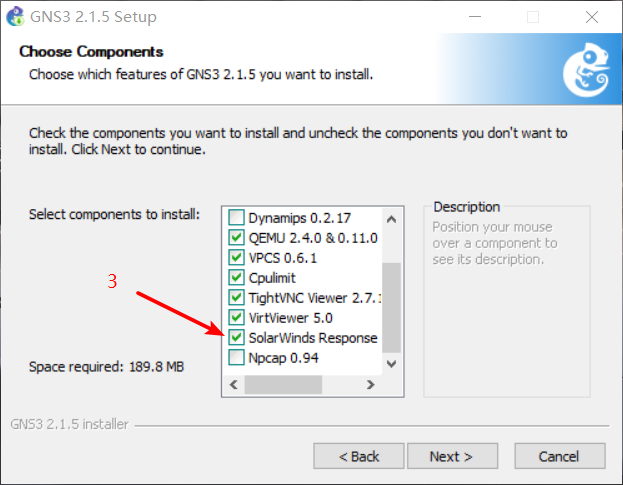 GNS3 2.1.5 Setup
Choose Components
Choose which features of GNS3 2.1.5 you want to install.
Check the components you want to install and uncheck the components you don't want to
install. Click Next to continue.
Select components to install:
Dynamips 0.2.17
QEMU 2.4.0 & 0.11.0
VPCS 0.6.1
Cpulimit
TightVNC Viewer 2.7.1
VirtViewer 5.0
SolarWinds Response
Npcap 0.94
Description
Position your mouse
over a component to
see its description.
3
Space required: 189.8 MB
GNS3 2.1.5 installer
< Back
Next >
Cancel